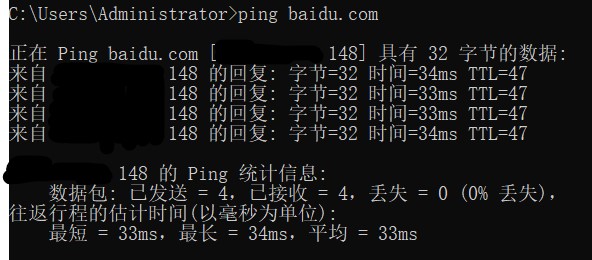 C:\Users\Administrator>ping baidu.com
正在 Ping baidu.com [ 148] 具有 32 字节的数据:
来自 148 的回复: 字节=32 时间=34ms TTL=47
来自 148 的回复: 字节=32 时间=33ms TTL=47
来自 148 的回复: 字节=32 时间=33ms TTL=47
来自 148 的回复: 字节=32 时间=34ms TTL=47
148 的 Ping 统计信息:
数据包: 已发送 = 4，已接收 = 4，丢失 = 0 (0% 丢失)，
往返行程的估计时间(以毫秒为单位):
最短 = 33ms，最长 = 34ms，平均 = 33ms